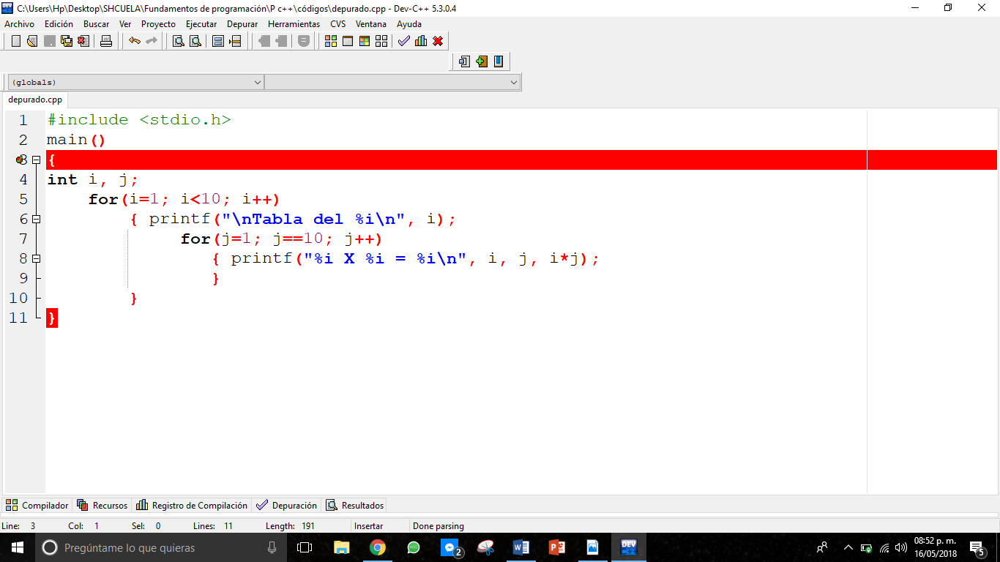 C:\Users\Hp\Desktop\SHCUELA\Fundamentos de programación\P c++\códigos\depurado.cpp - Dev-C++ 5.3.0.4
Archivo Edición Buscar Ver Proyecto Ejecutar Depurar Herramientas CVS Ventana Ayuda
(globals)
depurado.cpp
1 #include <stdio.h>
2 main()
3 {
4 int i, j;
5 for(i=1; i<10; i++)
6 { printf("\nTabla del %i\n", i);
7 for(j=1; j==10; j++)
8 { printf("%i X %i = %i\n", i, j, i*j);
9 }
10 }
11 }
Compilador Recursos Registro de Compilación Depuración Resultados
Line: 3 Col: 1 Sel: 0 Lines: 11 Length: 191 Insertar Done parsing
Pregúntame lo que quieras 2 08:52 p. m.
16/05/2018 5